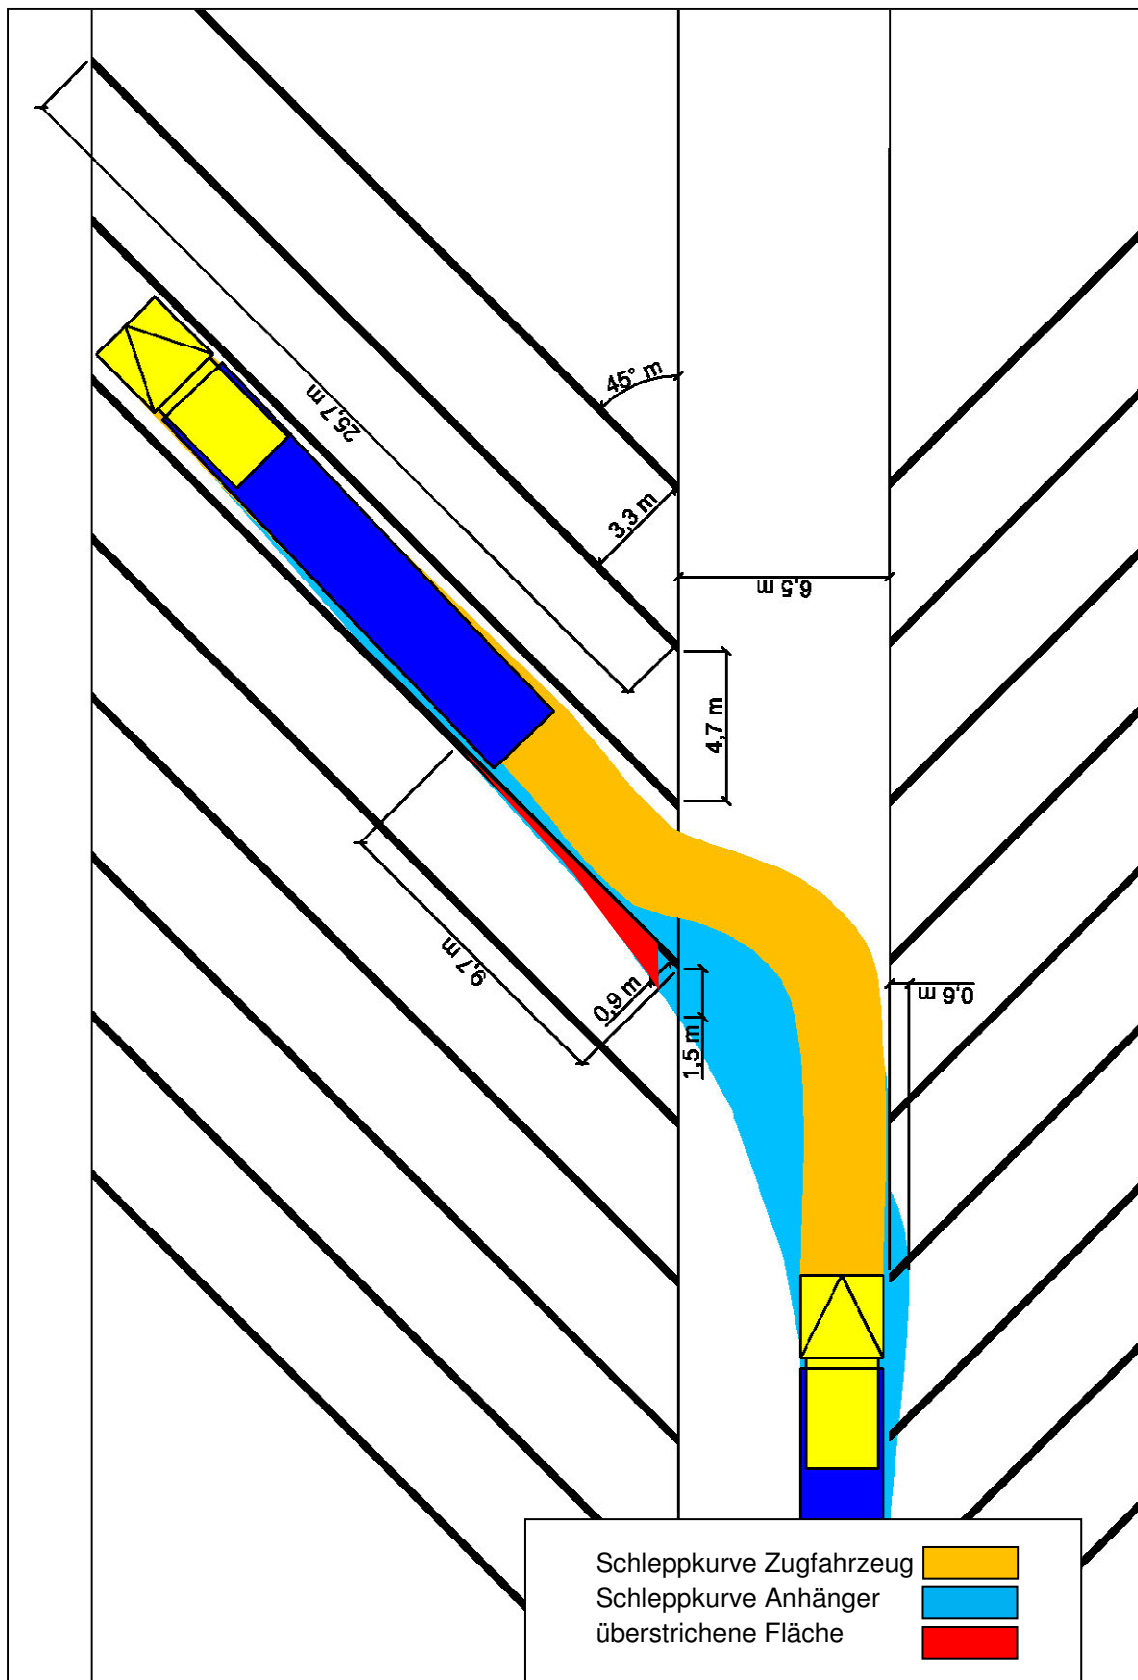 45° m
25,7 m
3,3 m
6,5 m
4,7 m
9,7 m
0,9 m
0,6 m
1,5 m
Schleppkurve Zugfahrzeug
Schleppkurve Anhänger
überstrichene Fläche